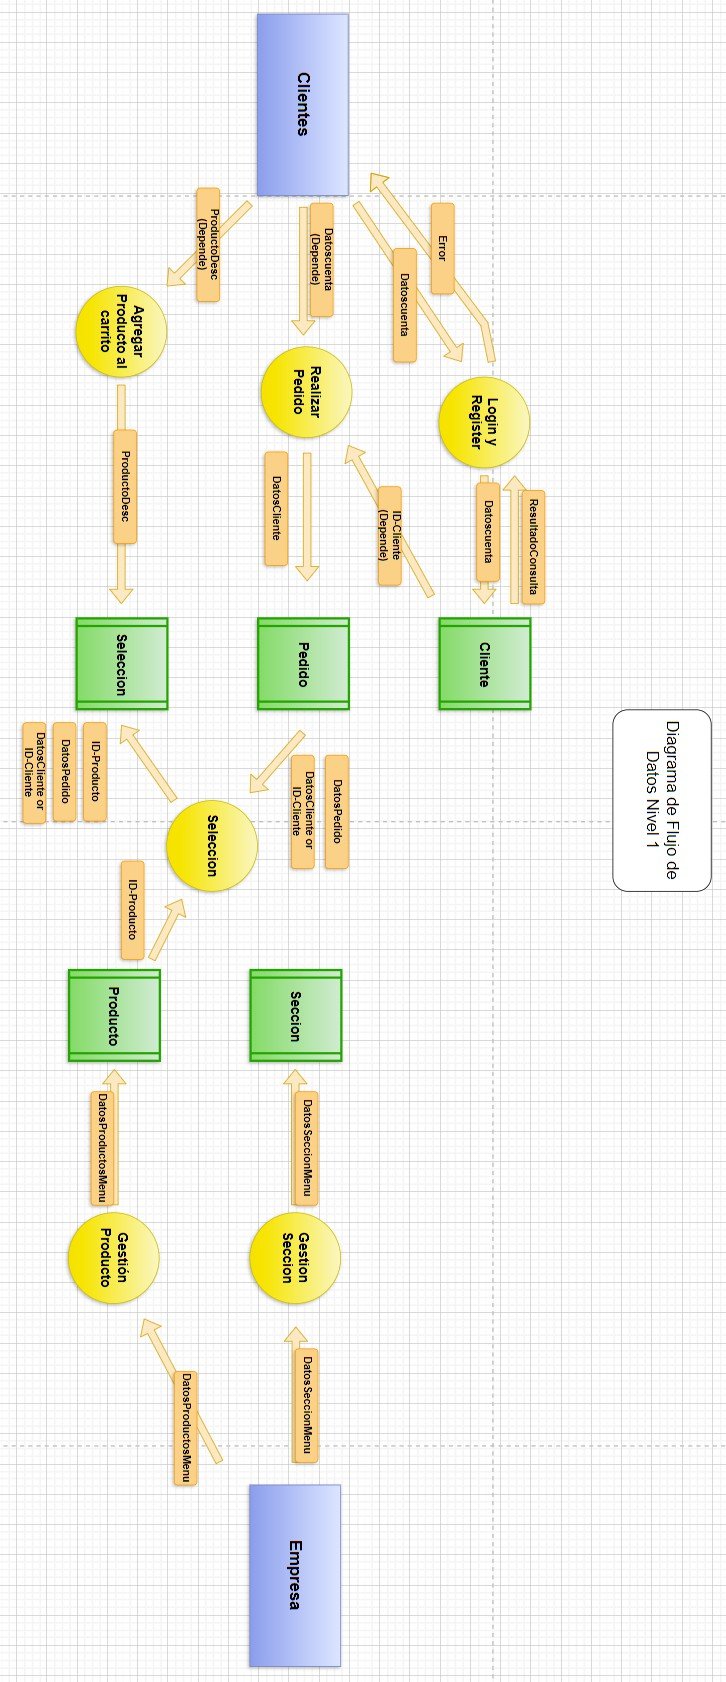 Diagrama de Flujo de
Datos Nivel 1
Clientes
Error
Datoscuenta
Datoscuenta
(Depende)
ProductoDesc
(Depende)
Login y
Register
Realizar
Pedido
Agregar
Producto al
carrito
ResultadoConsulta
Datoscuenta
ID-Cliente
(Depende)
DatosCliente
ProductoDesc
Cliente
Pedido
Seleccion
DatosPedido
DatosCliente or
ID-Cliente
ID-Producto
DatosPedido
DatosCliente or
ID-Cliente
Seleccion
ID-Producto
Seccion
Producto
DatosSeccionMenu
DatosProductosMenu
Gestion
Seccion
Gestión
Producto
DatosSeccionMenu
DatosProductosMenu
Empresa